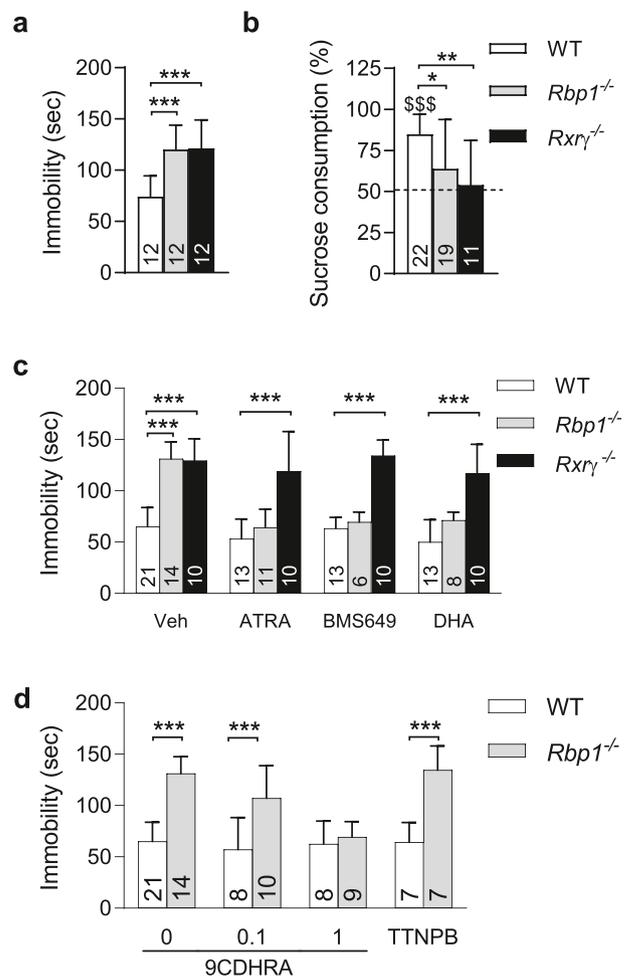 a
Immobility (sec)
200
150
100
50
0
***
***
12
12
12
b
Sucrose consumption (%)
125
100
75
50
25
0
**
*
$$$
22
19
11
WT
Rbp1-/-
Rxrγ-/-
c
Immobility (sec)
200
150
100
50
0
***
***
***
***
***
21
14
10
13
11
10
13
6
10
13
8
10
Veh
ATRA
BMS649
DHA
WT
Rbp1-/-
Rxrγ -/-
d
Immobility (sec)
200
150
100
50
0
***
***
***
21
14
8
10
8
9
7
7
0
0.1
1
TTNPB
9CDHRA
WT
Rbp1-/-